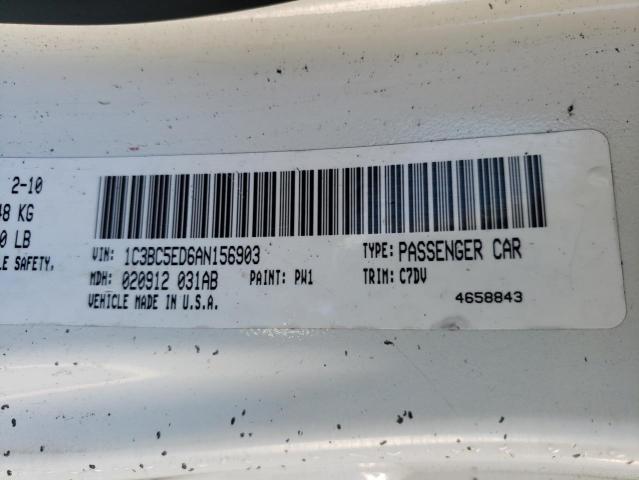 2-10
48 KG
0 LB
LE SAFETY,
VIN: 1C3BC5ED6AN156903 TYPE: PASSENGER CAR
MDH: 020912 031AB PAINT: PW1 TRIM: C7DV
VEHICLE MADE IN U.S.A. 4658843